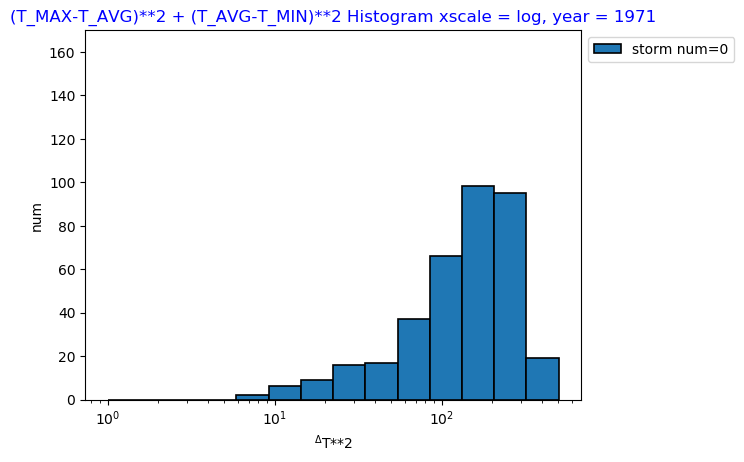 (T_MAX-T_AVG)**2 + (T_AVG-T_MIN)**2 Histogram xscale = log, year = 1971
storm num=0
160
140
120
100
80
60
40
20
0
num
10⁰ 10¹ 10²
ΔT**2